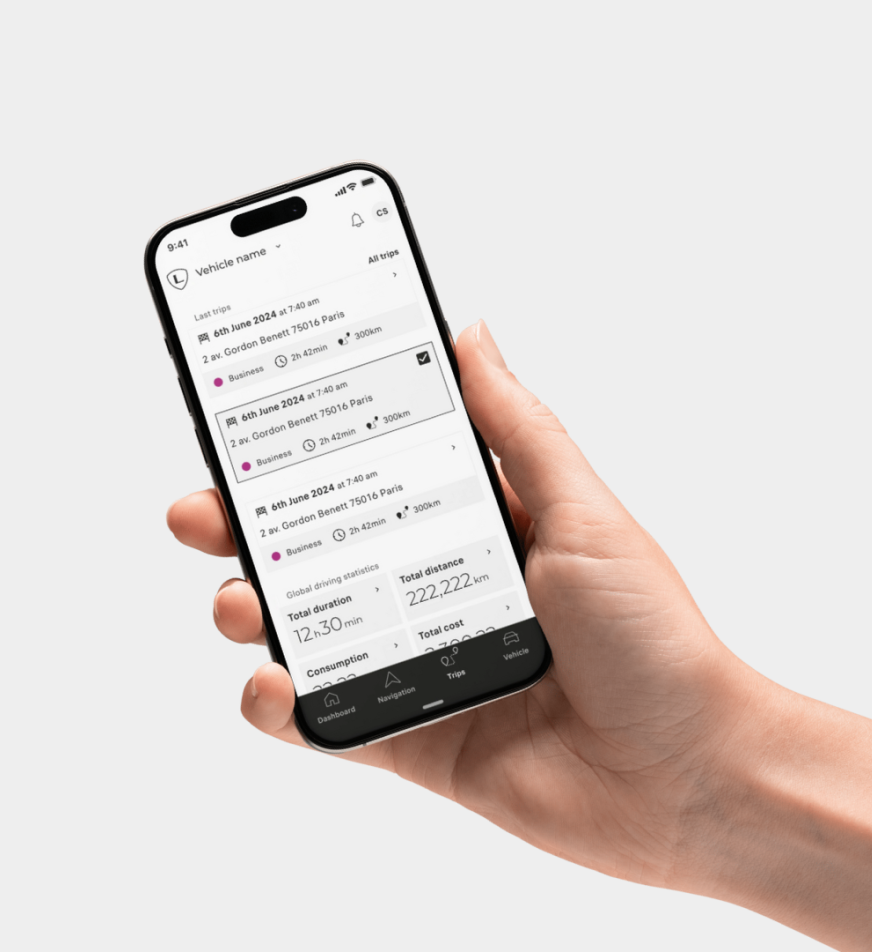 9:41
CS
L Vehicle name
All trips
Last trips
6th June 2024 at 7:40 am
2 av. Gordon Benett 75016 Paris
Business 2h 42min 300km
6th June 2024 at 7:40 am
2 av. Gordon Benett 75016 Paris
Business 2h 42min 300km
6th June 2024 at 7:40 am
2 av. Gordon Benett 75016 Paris
Business 2h 42min 300km
Global driving statistics
Total duration
12h30 min
Total distance
222,222 km
Consumption
Total cost
Dashboard Navigation Trips Vehicle